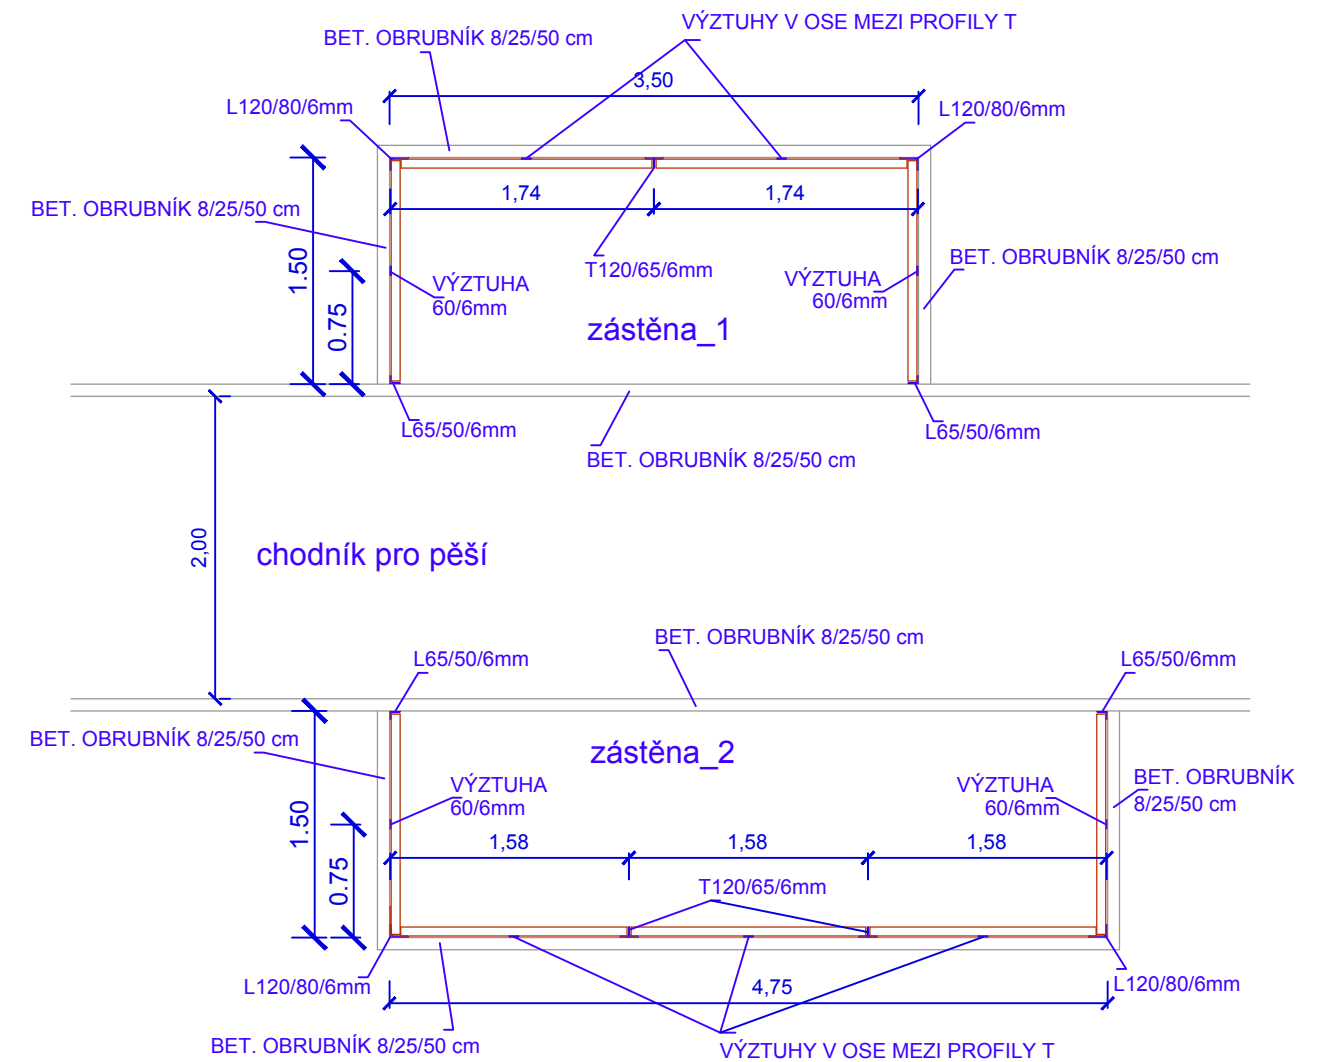 VÝZTUHY V OSE MEZI PROFILY T
BET. OBRUBNÍK 8/25/50 cm
3,50
L120/80/6mm
L120/80/6mm
1,74
1,74
BET. OBRUBNÍK 8/25/50 cm
1.50
T120/65/6mm
BET. OBRUBNÍK 8/25/50 cm
VÝZTUHA
60/6mm
VÝZTUHA
60/6mm
0.75
zástěna_1
L65/50/6mm
L65/50/6mm
BET. OBRUBNÍK 8/25/50 cm
2,00
chodník pro pěší
BET. OBRUBNÍK 8/25/50 cm
L65/50/6mm
L65/50/6mm
BET. OBRUBNÍK 8/25/50 cm
zástěna_2
VÝZTUHA
60/6mm
VÝZTUHA
60/6mm
BET. OBRUBNÍK
8/25/50 cm
1.50
0.75
1,58
1,58
1,58
T120/65/6mm
L120/80/6mm
4,75
L120/80/6mm
BET. OBRUBNÍK 8/25/50 cm
VÝZTUHY V OSE MEZI PROFILY T